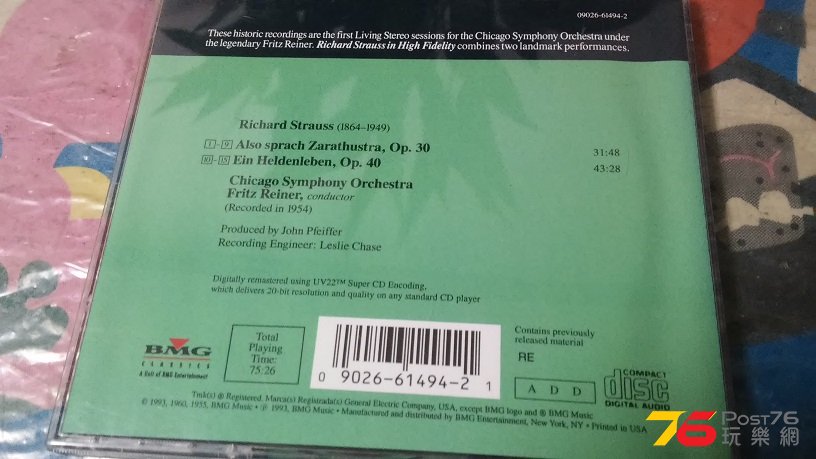 09026-61494-2
These historic recordings are the first Living Stereo sessions for the Chicago Symphony Orchestra under
the legendary Fritz Reiner. Richard Strauss in High Fidelity combines two landmark performances.
Richard Strauss (1864–1949)
1-9 Also sprach Zarathustra, Op. 30 31:48
10-15 Ein Heldenleben, Op. 40 43:28
Chicago Symphony Orchestra
Fritz Reiner, conductor
(Recorded in 1954)
Produced by John Pfeiffer
Recording Engineer: Leslie Chase
Digitally remastered using UV22™ Super CD Encoding,
which delivers 20-bit resolution and quality on any standard CD player
BMG
CLASSICS
A Unit of BMG Entertainment
Total
Playing
Time:
75:26
0 9026-61494-2 1
Contains previously
released material
RE
A D D
COMPACT
disc
DIGITAL AUDIO
Tmk(s) ® Registered. Marca(s) Registrada(s) General Electric Company, USA, except BMG logo and ® BMG Music
© 1993, 1960, 1955, BMG Music • ℗ 1993, BMG Music • Manufactured and distributed by BMG Entertainment, New York, NY • Printed in USA
76 POST76
玩樂網